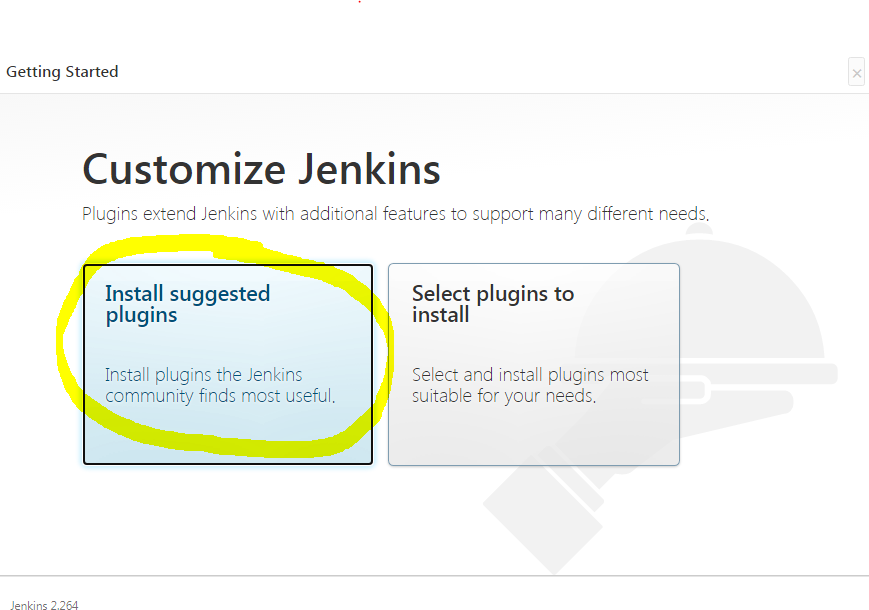 Getting Started
×
Customize Jenkins
Plugins extend Jenkins with additional features to support many different needs.
Install suggested
plugins
Install plugins the Jenkins
community finds most useful.
Select plugins to
install
Select and install plugins most
suitable for your needs.
Jenkins 2.264